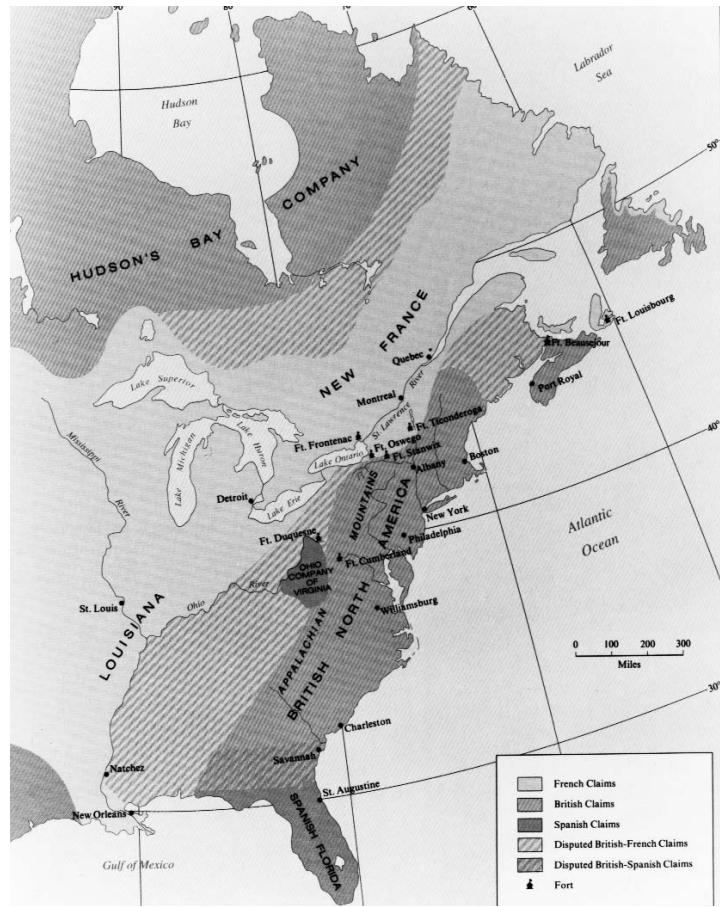 90
80
70
60
Labrador
Sea
Hudson
Bay
50°
COMPANY
HUDSON'S BAY
Ft. Louisbourg
NEW FRANCE
Ft. Beausejour
Quebec
Port Royal
Lake Superior
Montreal
St. Lawrence
River
Ft. Ticonderoga
40°
Ft. Frontenac
Ft. Oswego
Ft. Stanwix
Mississippi
River
Lake Michigan
Lake Huron
Lake Ontario
Albany
Boston
Detroit
Lake Erie
MOUNTAINS
AMERICA
New York
Atlantic
Ocean
Ft. Duquesne
Philadelphia
Ft. Cumberland
OHIO
COMPANY
OF
VIRGINIA
St. Louis
Ohio
River
Williamsburg
LOUISIANA
APPALACHIAN
BRITISH NORTH
0 100 200 300
Miles
30°
Charleston
Savannah
Natchez
St. Augustine
New Orleans
SPANISH FLORIDA
Gulf of Mexico
French Claims
British Claims
Spanish Claims
Disputed British-French Claims
Disputed British-Spanish Claims
Fort